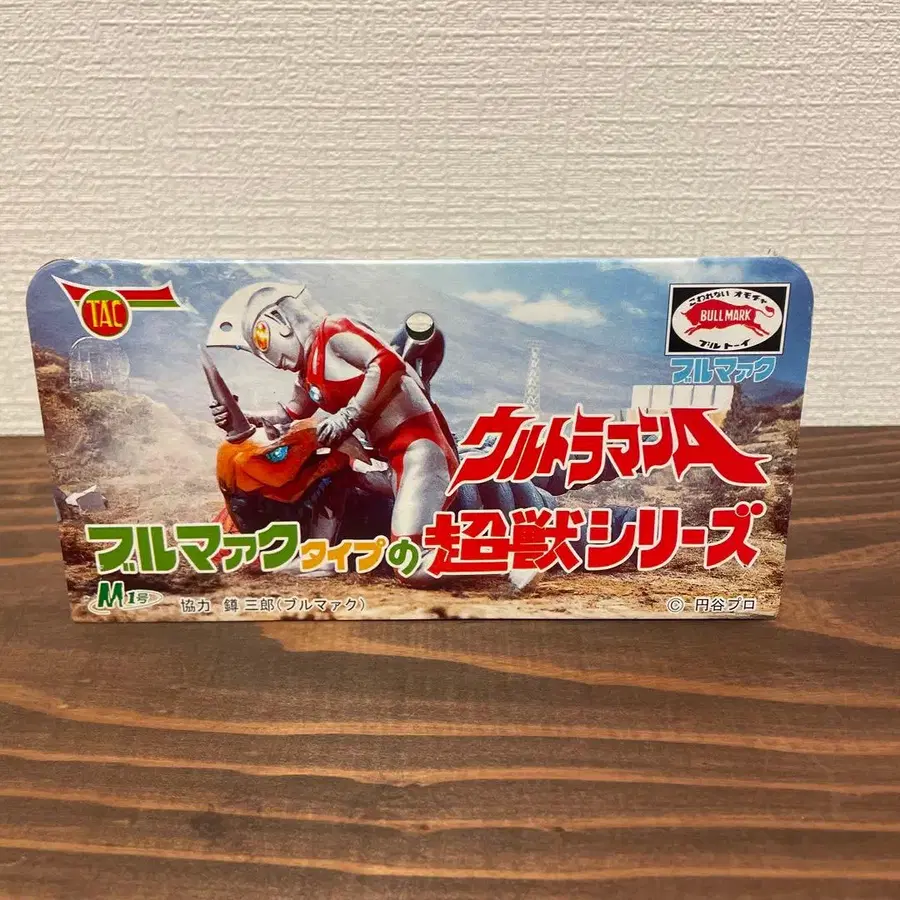 TAC
こわれない オモチャ
BULLMARK
ブルトーイ
ブルマァク
ウルトラマンA
ブルマァクタイプの超獣シリーズ
M1号
協力 鐏三郎(ブルマァク)
© 円谷プロ